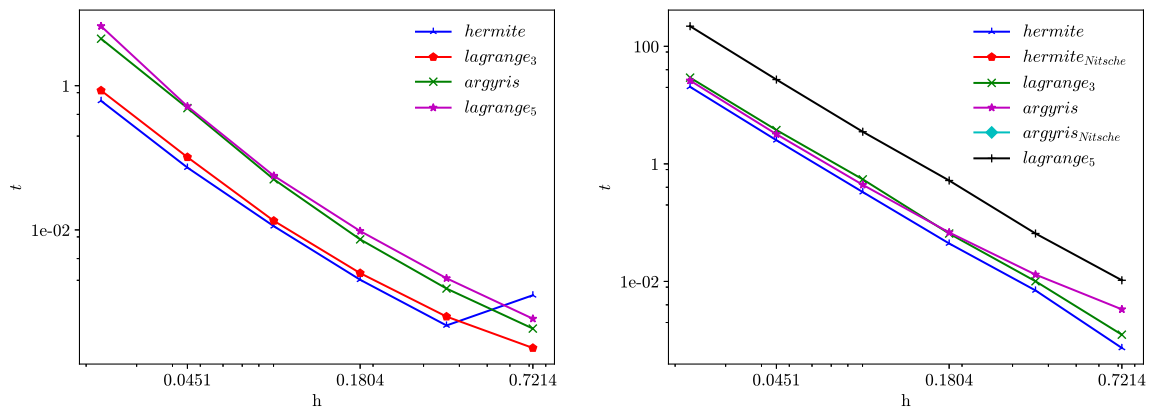 hermite
lagrange3
argyris
lagrange5
1
1e-02
t
0.0451
0.1804
0.7214
h
hermite
hermiteNitsche
lagrange3
argyris
argyrisNitsche
lagrange5
100
1
1e-02
t
0.0451
0.1804
0.7214
h